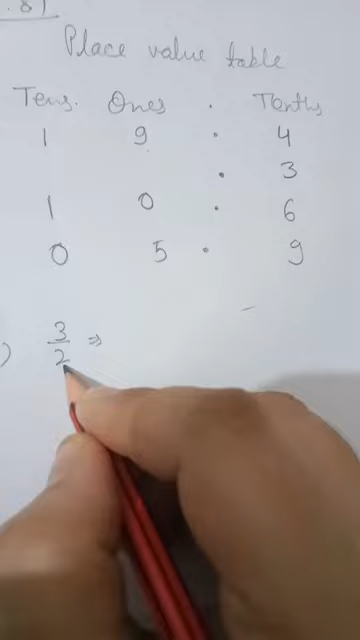 Place value table
Tens. Ones . Tenths
1 9 . 4
. 3
1 0 . 6
0 5 . 9
) 3/2 ⇒